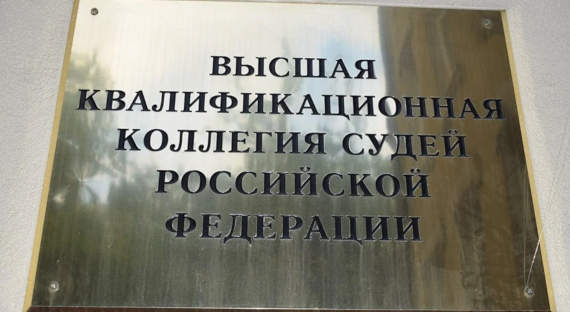 ВЫСШАЯ
КВАЛИФИКАЦИОННАЯ
КОЛЛЕГИЯ СУДЕЙ
РОССИЙСКОЙ
ФЕДЕРАЦИИ